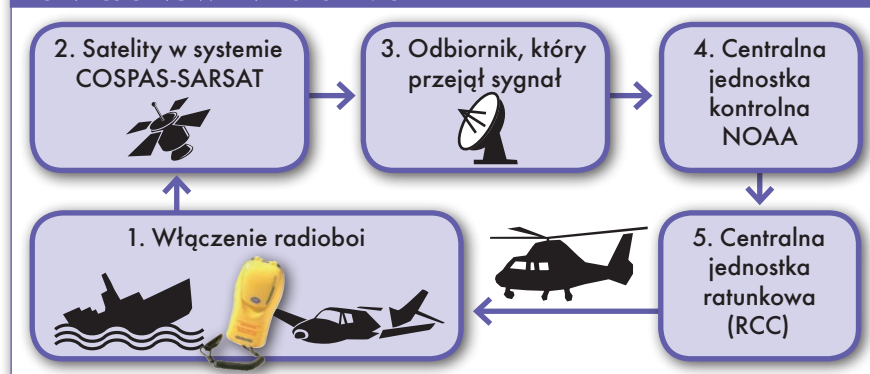 1. Włączenie radioboi
2. Satelity w systemie
COSPAS-SARSAT
3. Odbiornik, który
przejął sygnał
4. Centralna
jednostka
kontrolna
NOAA
5. Centralna
jednostka
ratunkowa
(RCC)